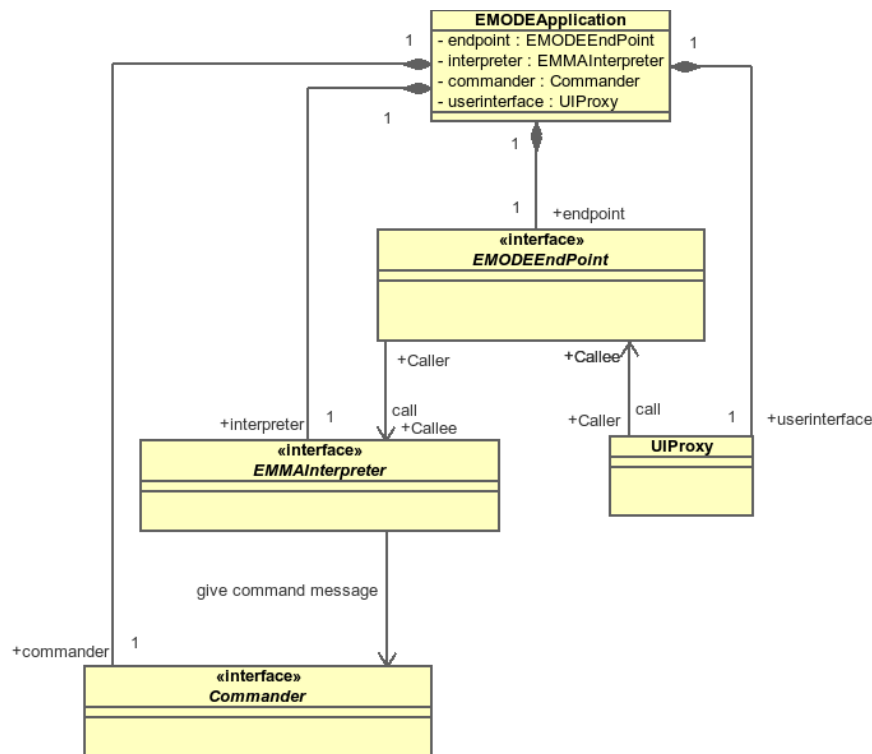 EMODEApplication
- endpoint : EMODEEndPoint
- interpreter : EMMAInterpreter
- commander : Commander
- userinterface : UIProxy
1
1
1
1
1
+endpoint
«interface»
EMODEEndPoint
+Caller
+Callee
call
+Callee
+interpreter
1
+Caller
call
1
+userinterface
«interface»
EMMAInterpreter
UIProxy
give command message
+commander
1
«interface»
Commander